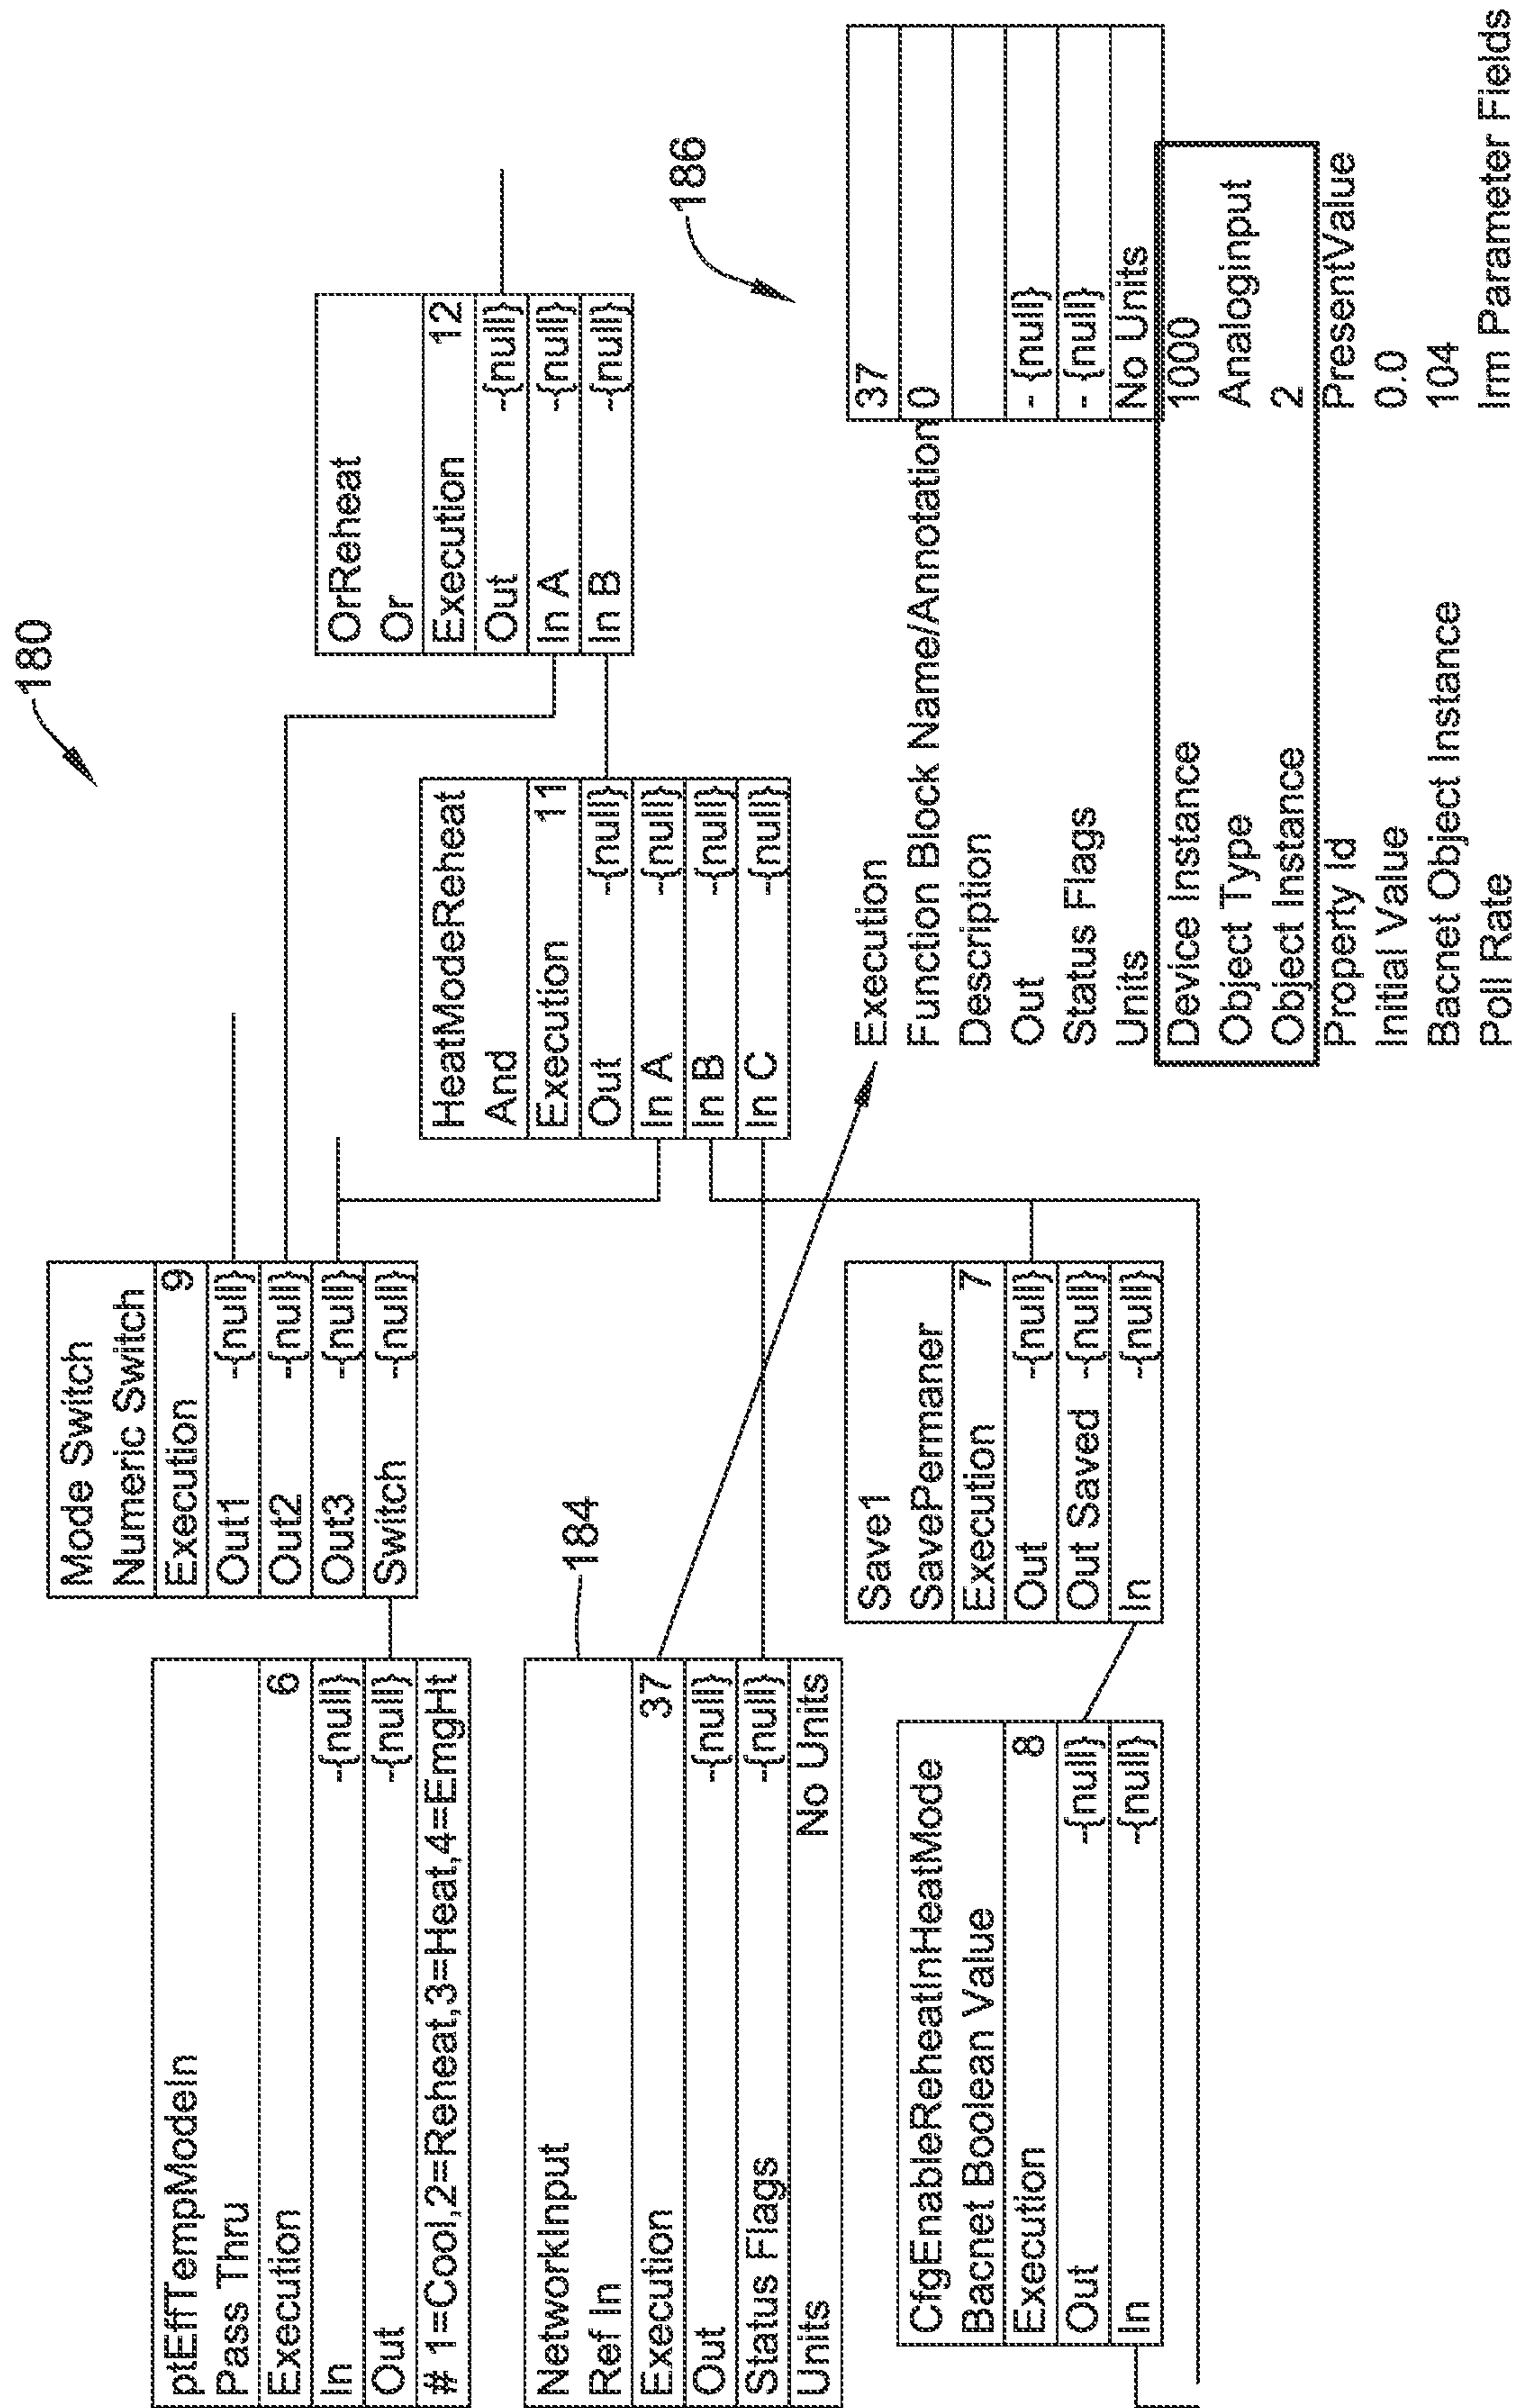 180
ptEffTempModeIn
Pass Thru
Execution 6
In --{null}
Out --{null}
# 1=Cool,2=Reheat,3=Heat,4=EmgHt
Mode Switch
Numeric Switch
Execution 9
Out1 --{null}
Out2 --{null}
Out3 --{null}
Switch --{null}
OrReheat
Or
Execution 12
Out --{null}
In A --{null}
In B --{null}
HeatModeReheat
And
Execution 11
Out --{null}
In A --{null}
In B --{null}
In C --{null}
184
NetworkInput
Ref In
Execution 37
Out --{null}
Status Flags --{null}
Units No Units
CfgEnableReheatInHeatMode
Bacnet Boolean Value
Execution 8
Out --{null}
In --{null}
Save1
SavePermaner
Execution 7
Out --{null}
Out Saved --{null}
In --{null}
186
Execution 37
Function Block Name/Annotation 0
Description
Out - {null}
Status Flags - {null}
Units No Units
Device Instance 1000
Object Type AnalogInput
Object Instance 2
Property Id PresentValue
Initial Value 0.0
Bacnet Object Instance 104
Poll Rate Irm Parameter Fields